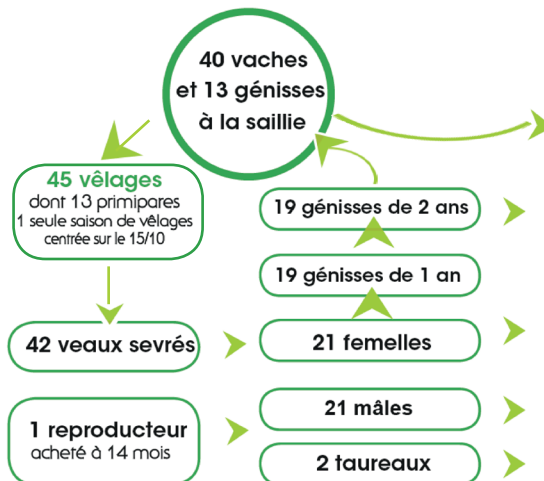 40 vaches
et 13 génisses
à la saillie
45 vêlages
dont 13 primipares
1 seule saison de vêlages
centrée sur le 15/10
19 génisses de 2 ans
19 génisses de 1 an
42 veaux sevrés
21 femelles
1 reproducteur
acheté à 14 mois
21 mâles
2 taureaux